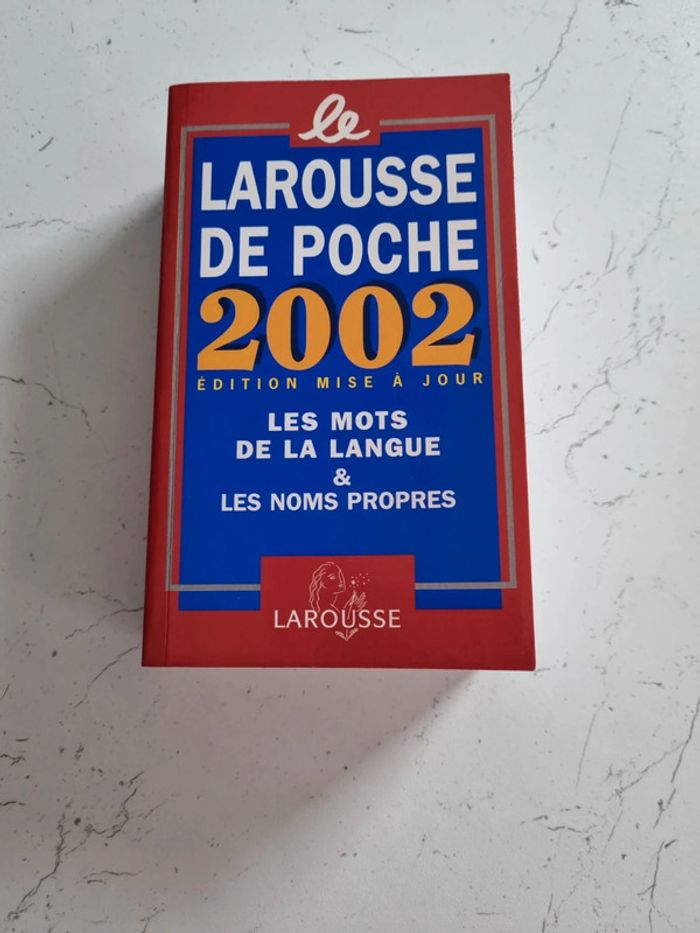 le
LAROUSSE
DE POCHE
2002
ÉDITION MISE À JOUR
LES MOTS
DE LA LANGUE
&
LES NOMS PROPRES
LAROUSSE